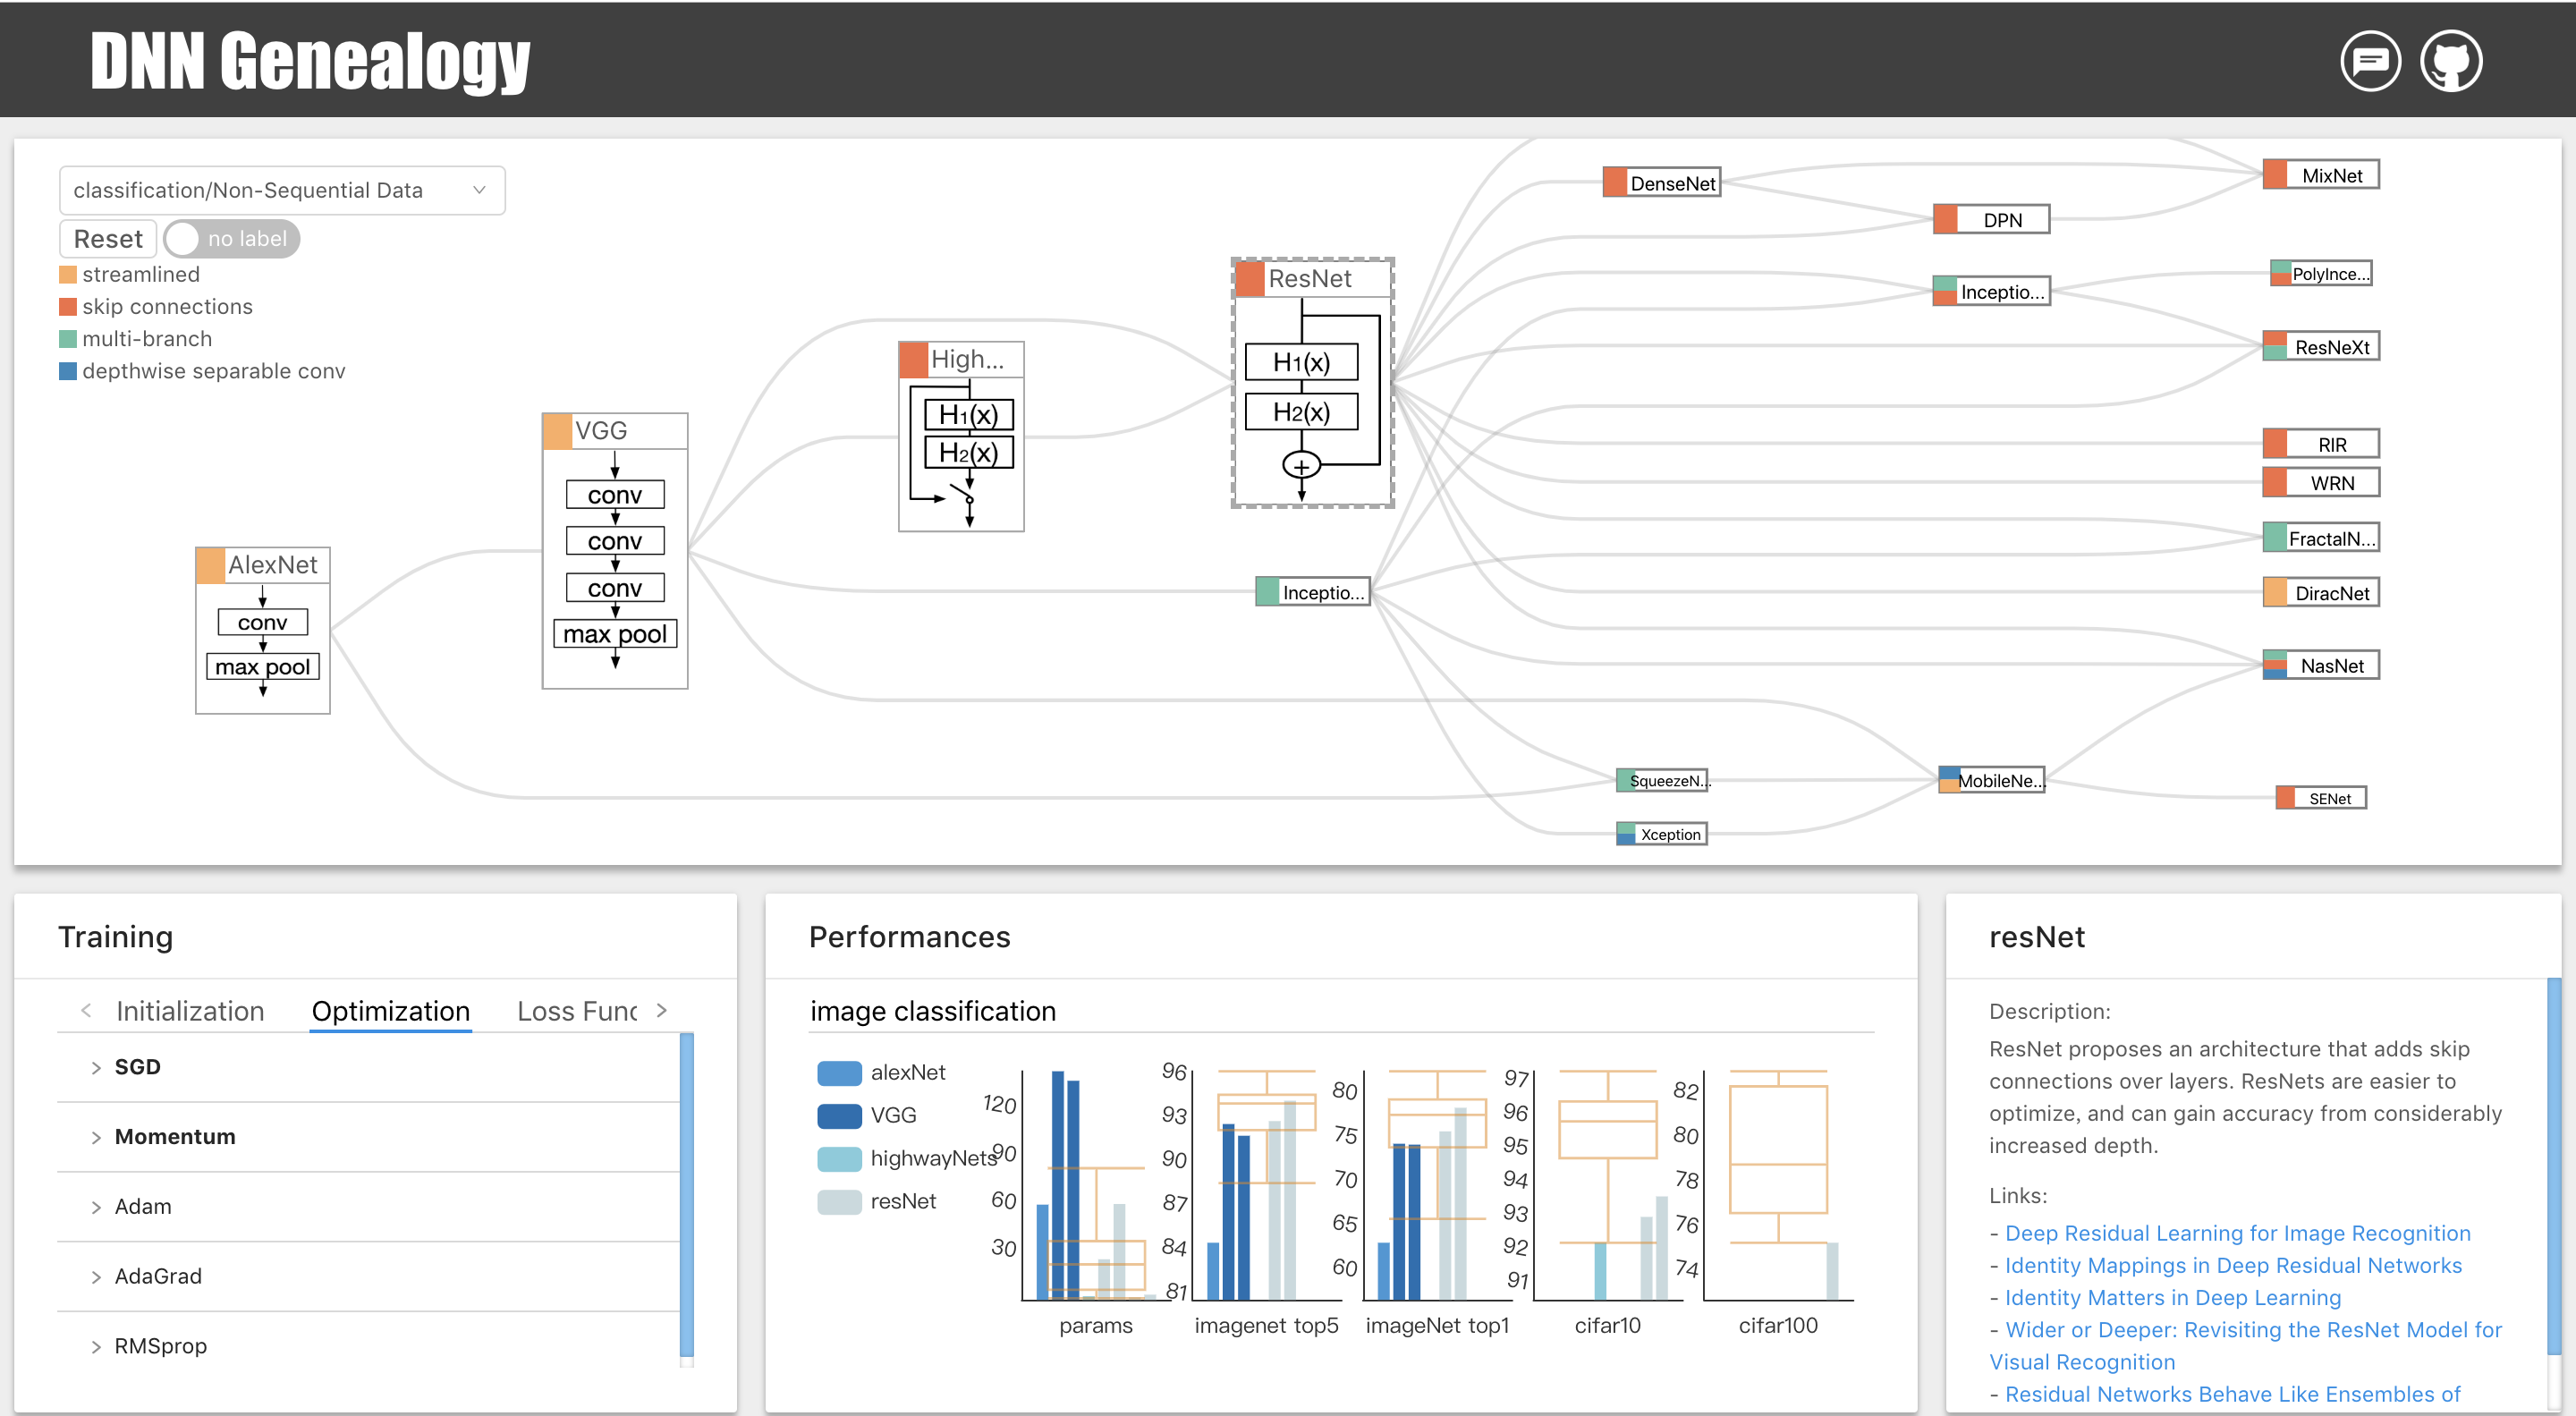 DNN Genealogy
classification/Non-Sequential Data
Reset
no label
streamlined
skip connections
multi-branch
depthwise separable conv
AlexNet
conv
max pool
VGG
conv
conv
conv
max pool
High...
H1(x)
H2(x)
ResNet
H1(x)
H2(x)
+
Inceptio...
DenseNet
DPN
Inceptio...
SqueezeN...
Xception
MobileNe...
MixNet
PolyInce...
ResNeXt
RIR
WRN
FractalN...
DiracNet
NasNet
SENet
Training
Initialization
Optimization
Loss Func
SGD
Momentum
Adam
AdaGrad
RMSprop
Performances
image classification
alexNet
VGG
highwayNets
resNet
120
90
60
30
params
96
93
90
87
84
81
imagenet top5
80
75
70
65
60
imageNet top1
97
96
95
94
93
92
91
cifar10
82
80
78
76
74
cifar100
resNet
Description:
ResNet proposes an architecture that adds skip
connections over layers. ResNets are easier to
optimize, and can gain accuracy from considerably
increased depth.
Links:
- Deep Residual Learning for Image Recognition
- Identity Mappings in Deep Residual Networks
- Identity Matters in Deep Learning
- Wider or Deeper: Revisiting the ResNet Model for
Visual Recognition
- Residual Networks Behave Like Ensembles of